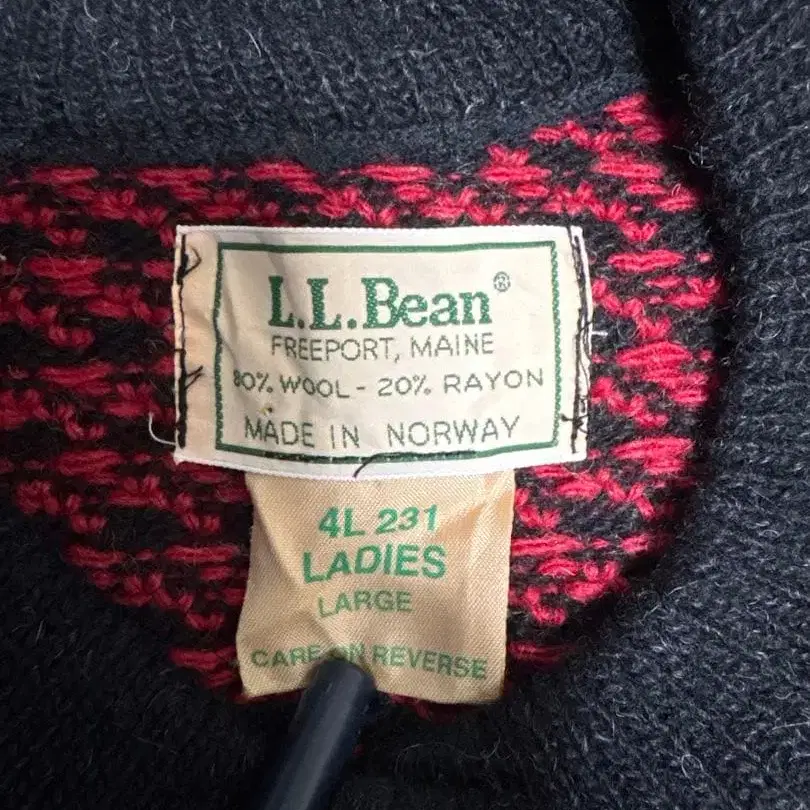 L.L.Bean®
FREEPORT, MAINE
80% WOOL - 20% RAYON
MADE IN NORWAY
4L 231
LADIES
LARGE
CARE ON REVERSE